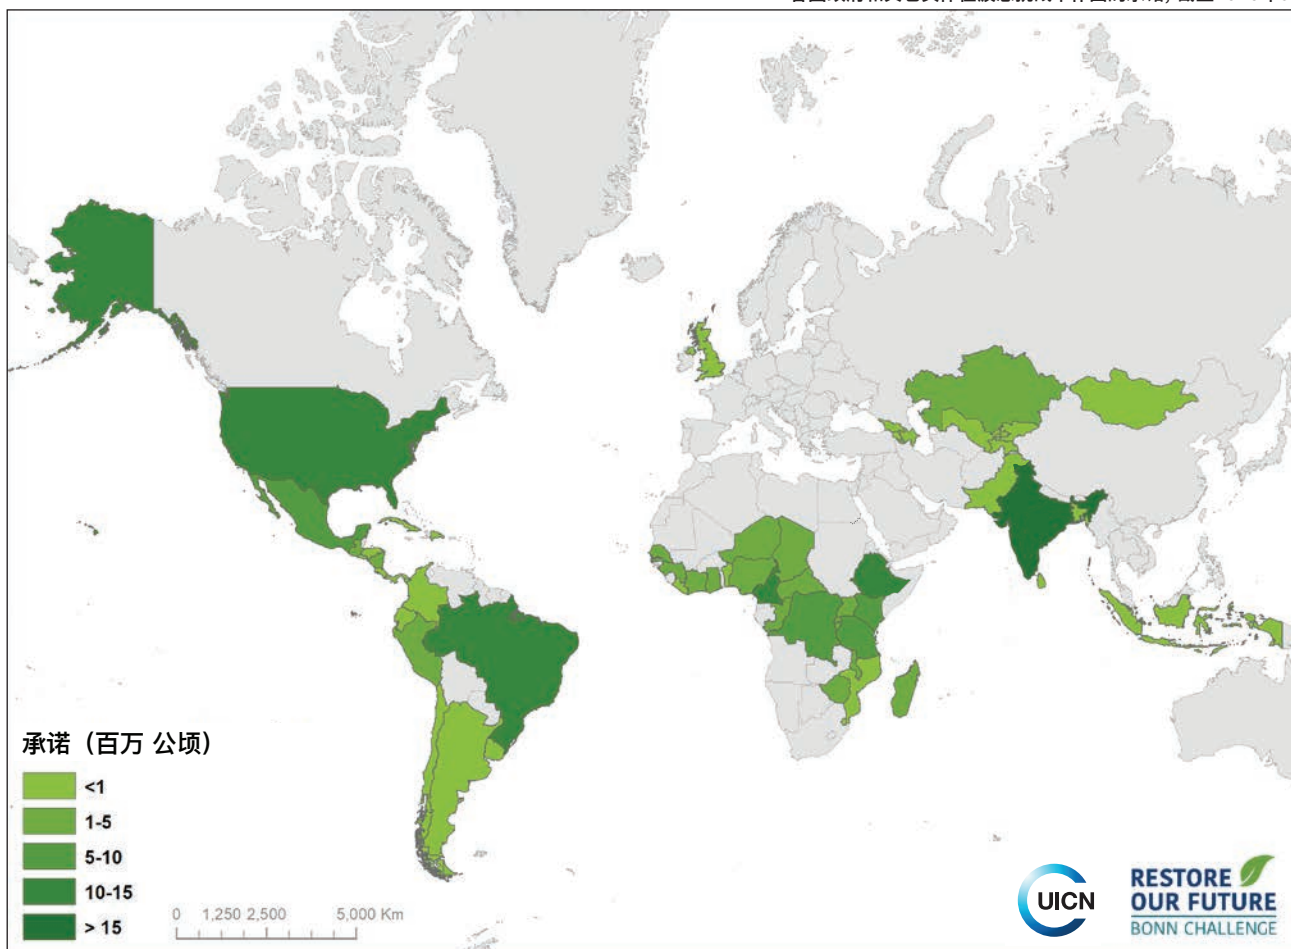 承诺（百万 公顷）
<1
1-5
5-10
10-15
> 15
0 1,250 2,500 5,000 Km
UICN
RESTORE
OUR FUTURE
BONN CHALLENGE